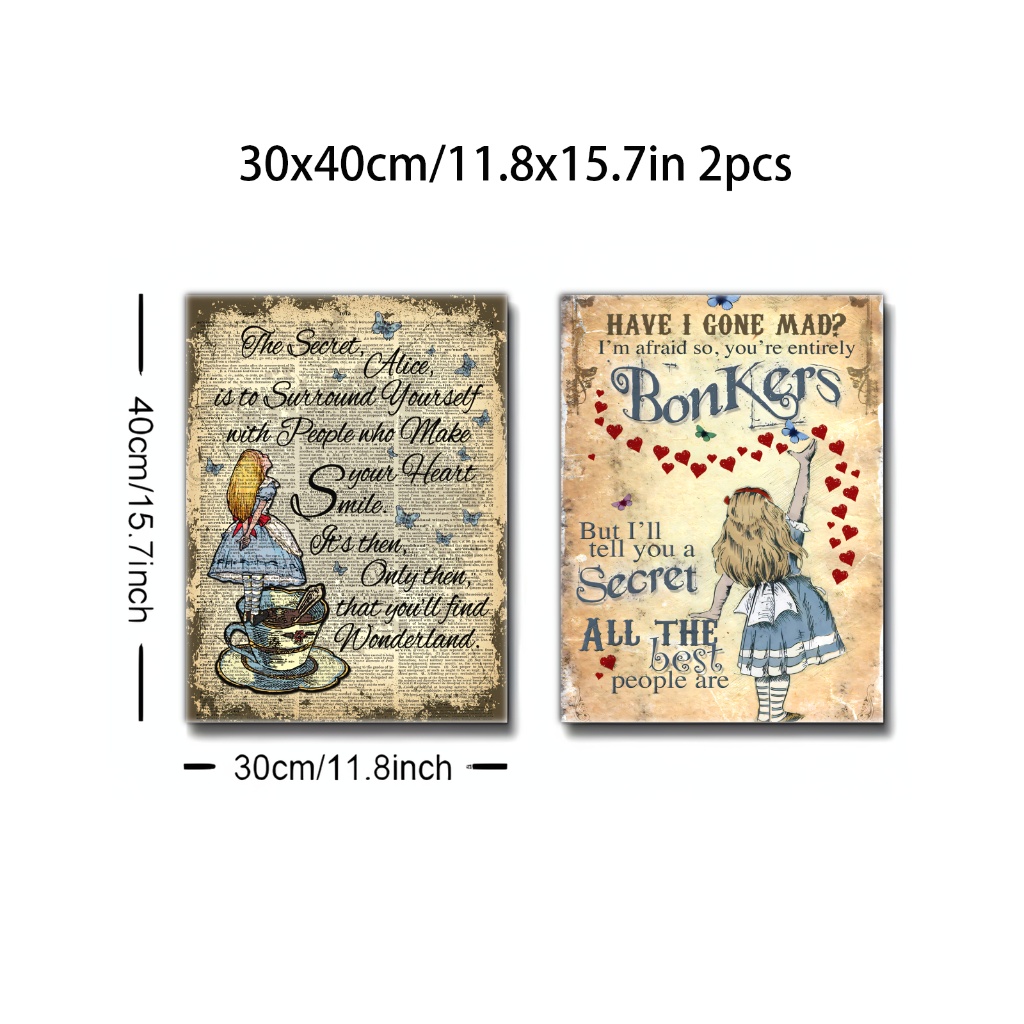 30x40cm/11.8x15.7in 2pcs
40cm/15.7inch
The Secret,
Alice,
is to Surround Yourself
with People who Make
your Heart
Smile.
It's then,
Only then,
that you'll find
Wonderland.
30cm/11.8inch
HAVE I GONE MAD?
I'm afraid so, you're entirely
BonKers
But I'll
tell you a
Secret
ALL THE
best
people are